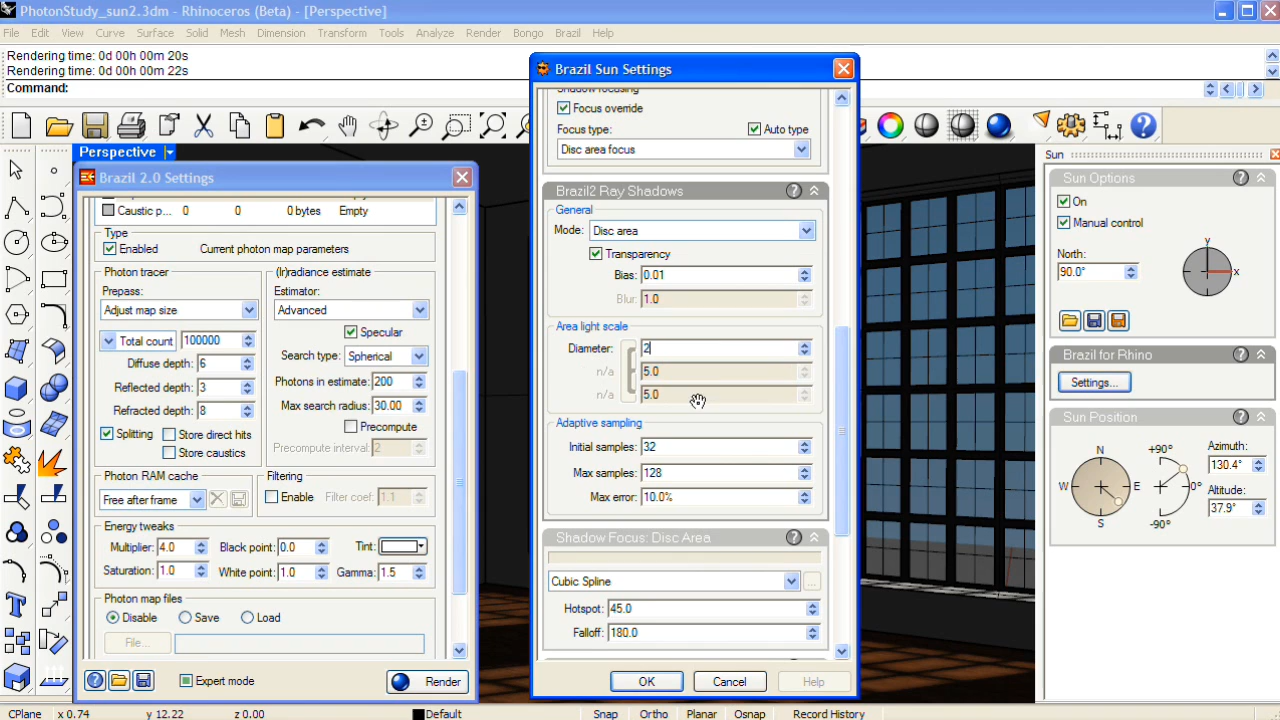 PhotonStudy_sun2.3dm - Rhinoceros (Beta) - [Perspective]
File Edit View Curve Surface Solid Mesh Dimension Transform Tools Analyze Render Bongo Brazil Help
Rendering time: 0d 00h 00m 20s
Rendering time: 0d 00h 00m 22s
Command:
Perspective
Brazil 2.0 Settings
Caustic p... 0 0 0 bytes Empty
Type
Enabled Current photon map parameters
Photon tracer
Prepass:
Adjust map size
Total count 100000
Diffuse depth: 6
Reflected depth: 3
Refracted depth: 8
Splitting Store direct hits
Store caustics
(Ir)radiance estimate
Estimator:
Advanced
Specular
Search type: Spherical
Photons in estimate: 200
Max search radius: 30.00
Precompute
Precompute interval: 2
Photon RAM cache
Free after frame
Filtering
Enable Filter coef: 1.1
Energy tweaks
Multiplier: 4.0 Black point: 0.0 Tint:
Saturation: 1.0 White point: 1.0 Gamma: 1.5
Photon map files
Disable Save Load
File...
Expert mode Render
Brazil Sun Settings
Shadow focusing
Focus override
Focus type: Auto type
Disc area focus
Brazil2 Ray Shadows
General
Mode: Disc area
Transparency
Bias: 0.01
Blur: 1.0
Area light scale
Diameter: 2
n/a 5.0
n/a 5.0
Adaptive sampling
Initial samples: 32
Max samples: 128
Max error: 10.0%
Shadow Focus: Disc Area
Cubic Spline ...
Hotspot: 45.0
Falloff: 180.0
OK Cancel Help
Sun
Sun Options
On
Manual control
North:
90.0°
y
x
Brazil for Rhino
Settings...
Sun Position
N
W E
S
+90°
0°
-90°
Azimuth:
130.4°
Altitude:
37.9°
CPlane x 0.74 y 12.22 z 0.00 Default Snap Ortho Planar Osnap Record History